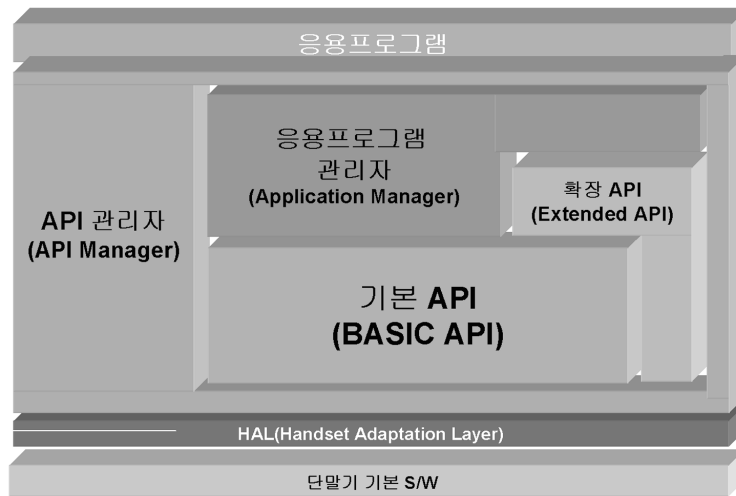 응용프로그램
응용프로그램
관리자
(Application Manager)
확장 API
(Extended API)
API 관리자
(API Manager)
기본 API
(BASIC API)
HAL(Handset Adaptation Layer)
단말기 기본 S/W